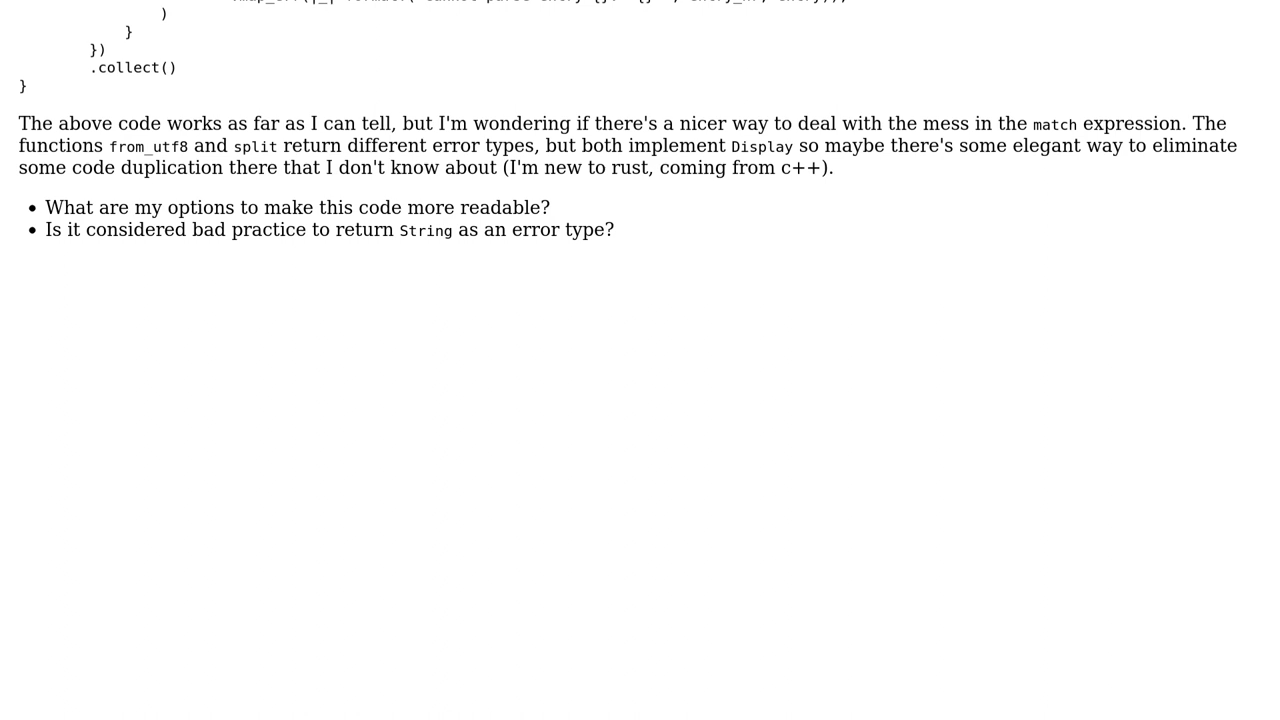 )
}
})
.collect()
}
The above code works as far as I can tell, but I'm wondering if there's a nicer way to deal with the mess in the match expression. The
functions from_utf8 and split return different error types, but both implement Display so maybe there's some elegant way to eliminate
some code duplication there that I don't know about (I'm new to rust, coming from c++).
• What are my options to make this code more readable?
• Is it considered bad practice to return String as an error type?